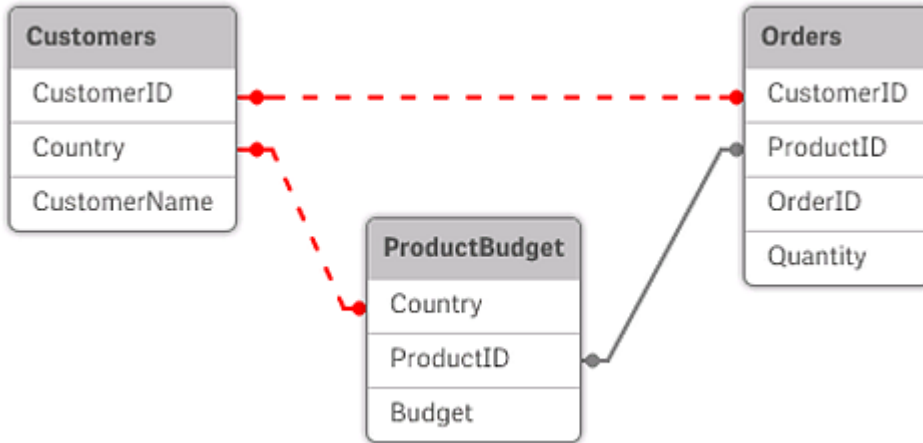 Customers
CustomerID
Country
CustomerName
ProductBudget
Country
ProductID
Budget
Orders
CustomerID
ProductID
OrderID
Quantity